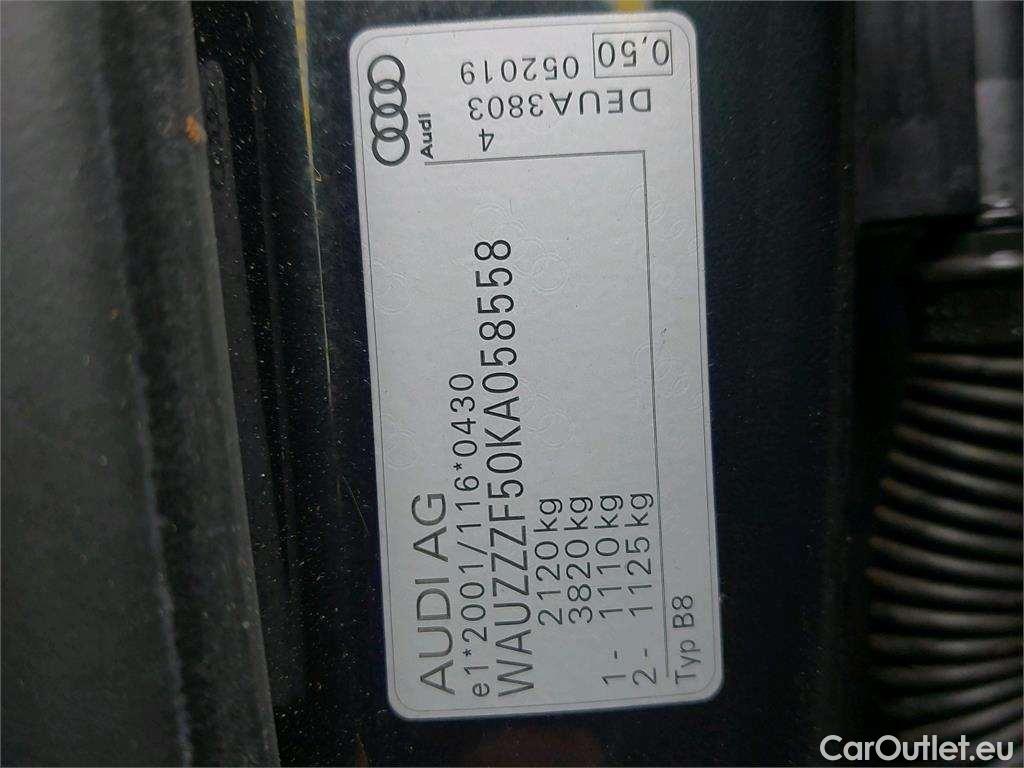 AUDI AG
e1*2001/116*0430
WAUZZZF50KA058558
2120 kg
3820 kg
1 - 1110 kg
2 - 1125 kg
Typ B8
Audi
4
DEUA3803
052019
0,50
CarOutlet.eu